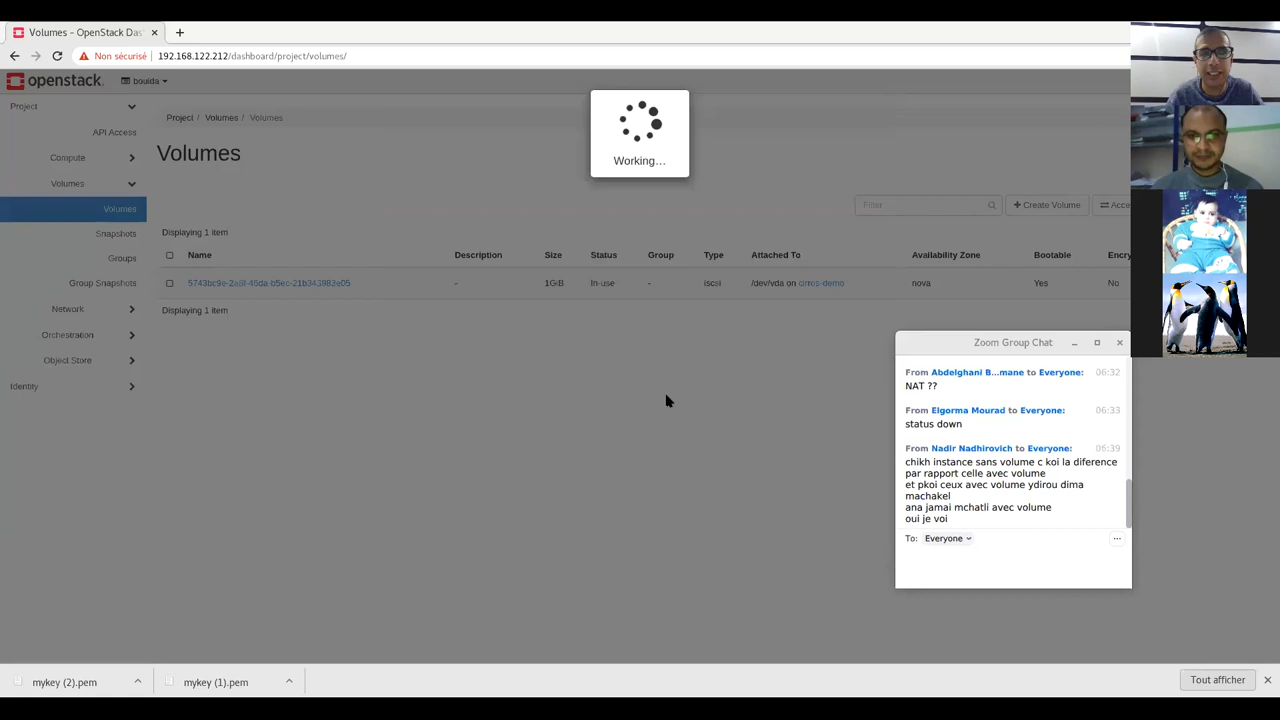 Volumes - OpenStack Das
Non sécurisé
192.168.122.212/dashboard/project/volumes/
openstack.
bouida
Project
API Access
Compute
Volumes
Volumes
Snapshots
Groups
Group Snapshots
Network
Orchestration
Object Store
Identity
Project / Volumes / Volumes
Volumes
Working...
Filter
Create Volume
Acce
Displaying 1 item
Name Description Size Status Group Type Attached To Availability Zone Bootable Encry
- 1GiB In-use - iscsi /dev/vda on cirros-demo nova Yes No
Displaying 1 item
Zoom Group Chat
From Abdelghani B...mane to Everyone: 06:32
NAT ??
From Elgorma Mourad to Everyone: 06:33
status down
From Nadir Nadhirovich to Everyone: 06:39
chikh instance sans volume c koi la diference
par rapport celle avec volume
et pkoi ceux avec volume ydirou dima
machakel
ana jamai mchatli avec volume
oui je voi
To: Everyone
mykey (2).pem
mykey (1).pem
Tout afficher